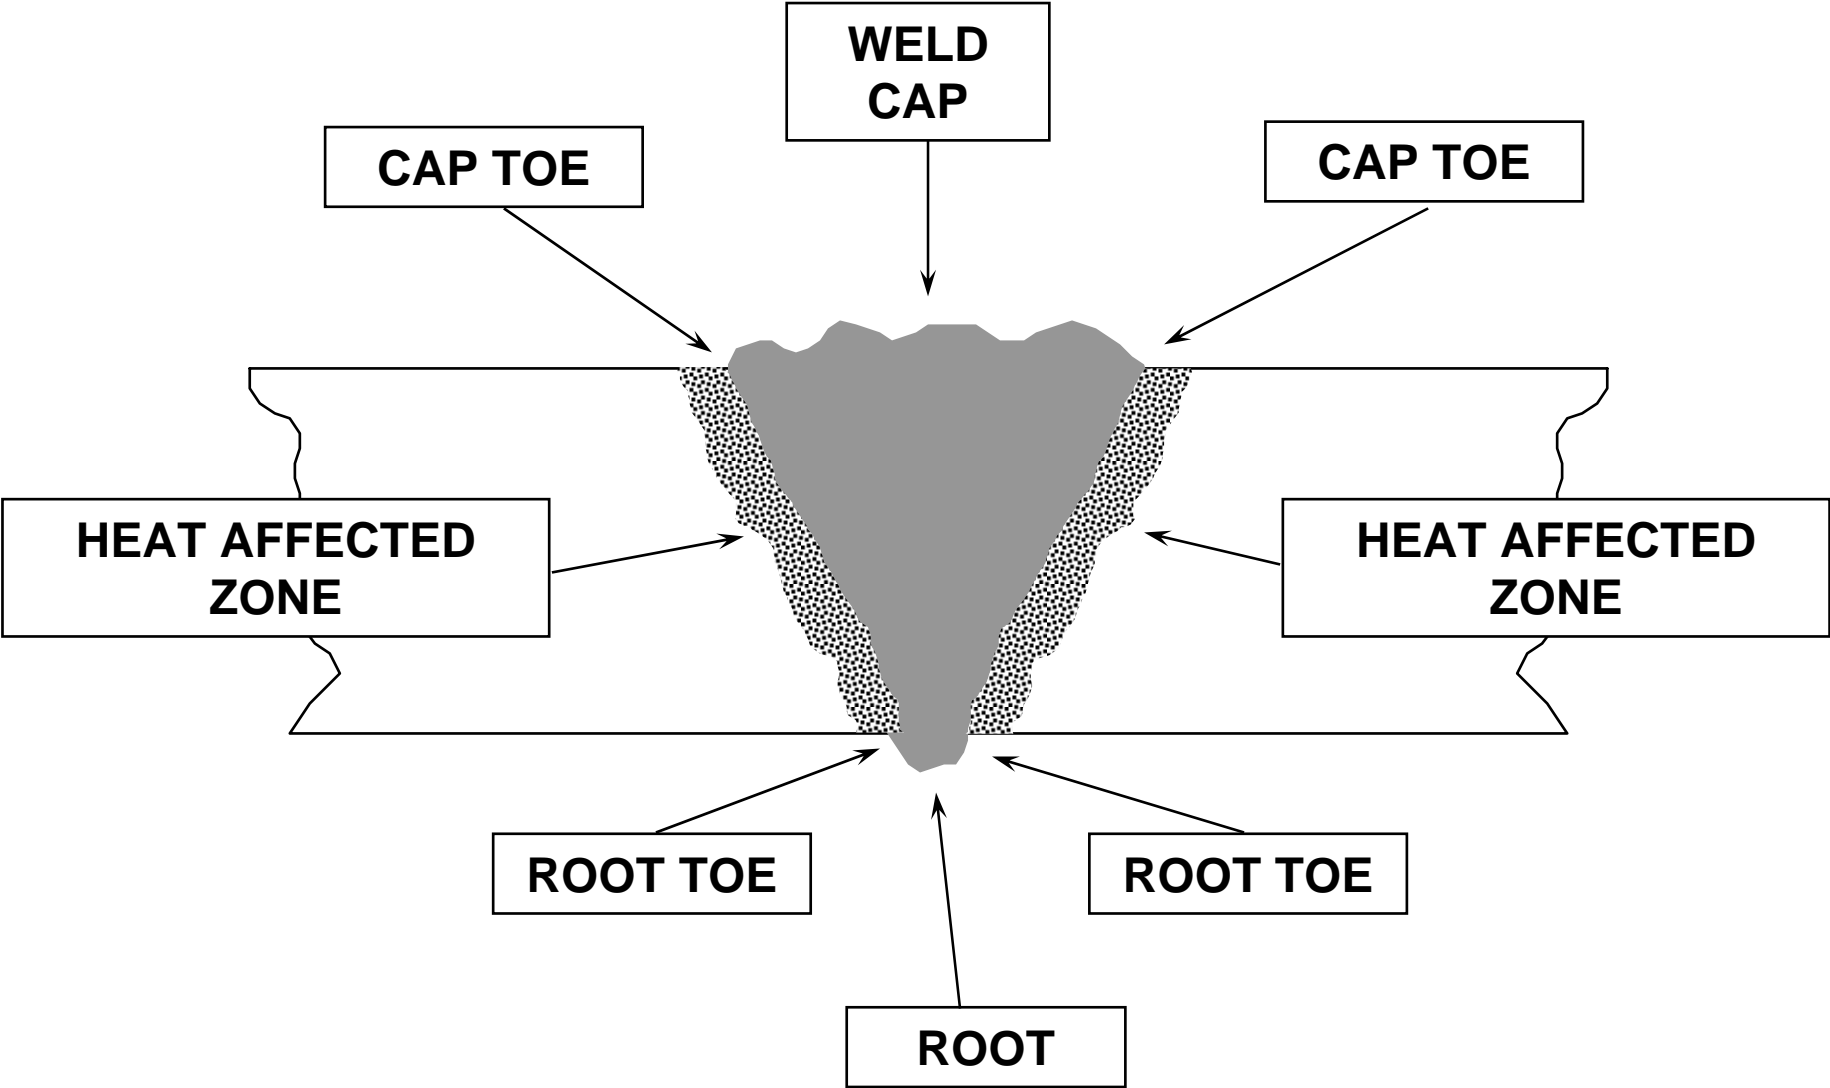 WELD
CAP
CAP TOE
CAP TOE
HEAT AFFECTED
ZONE
HEAT AFFECTED
ZONE
ROOT TOE
ROOT TOE
ROOT